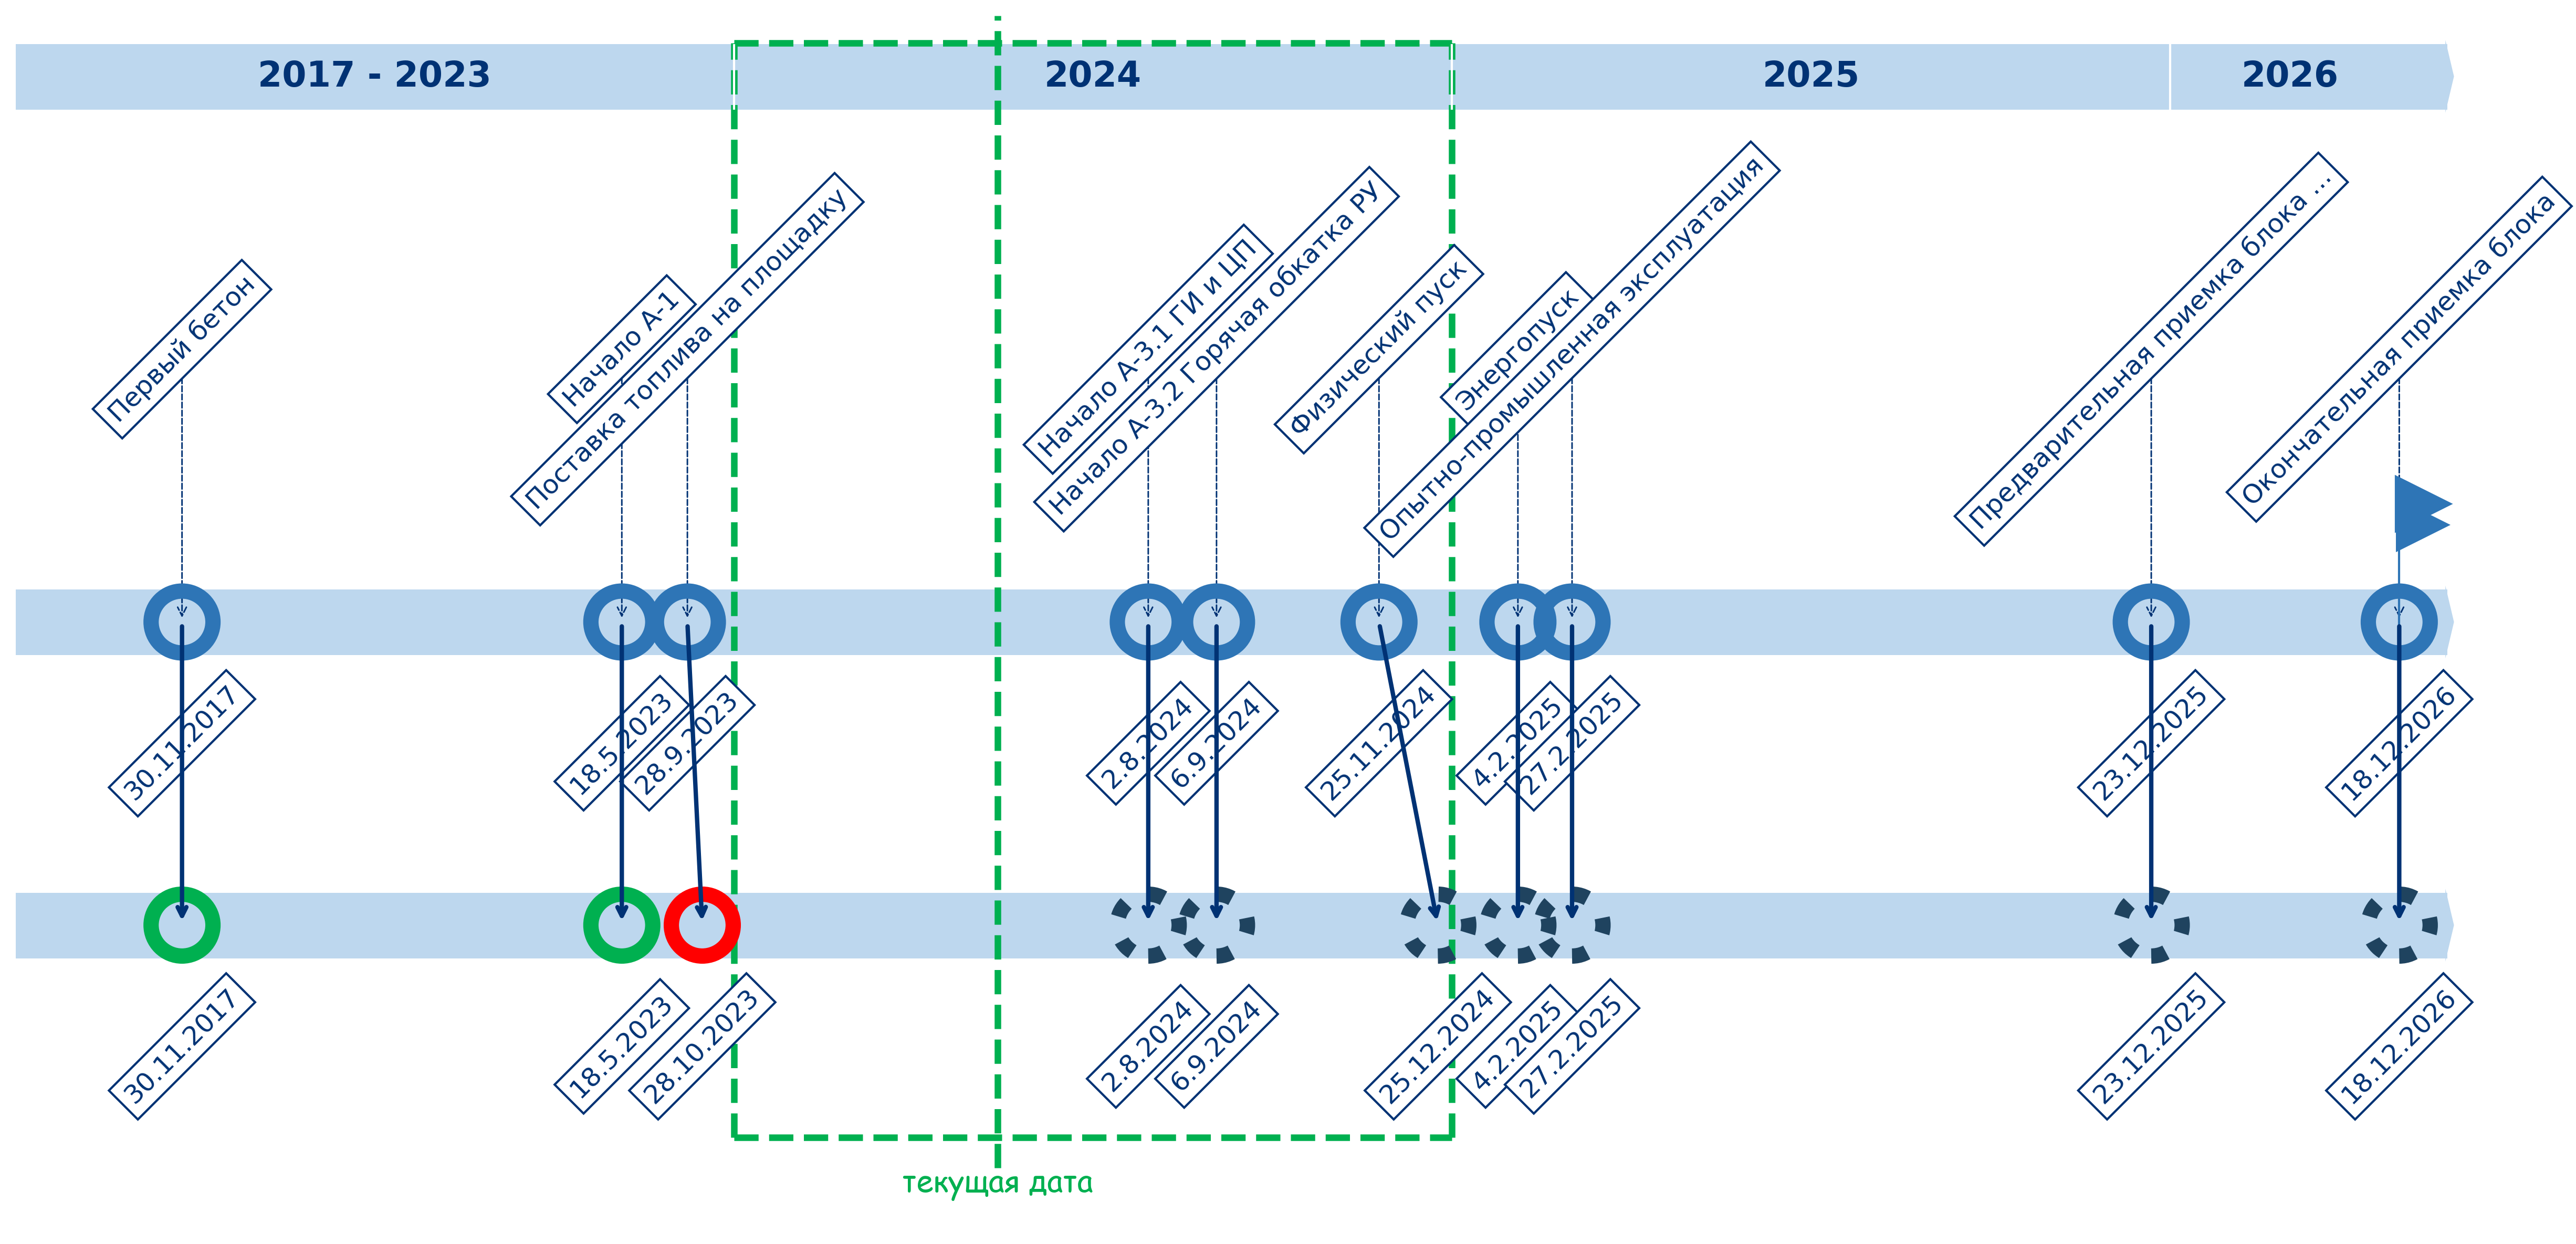 2017 - 2023
2024
2025
2026
Первый бетон
Начало А-1
Поставка топлива на площадку
Начало А-3.1 ГИ и ЦП
Начало А-3.2 Горячая обкатка РУ
Физический пуск
Энергопуск
Опытно-промышленная эксплуатация
Предварительная приемка блока ...
Окончательная приемка блока
30.11.2017
18.5.2023
28.9.2023
2.8.2024
6.9.2024
25.11.2024
4.2.2025
27.2.2025
23.12.2025
18.12.2026
30.11.2017
18.5.2023
28.10.2023
2.8.2024
6.9.2024
25.12.2024
4.2.2025
27.2.2025
23.12.2025
18.12.2026
текущая дата